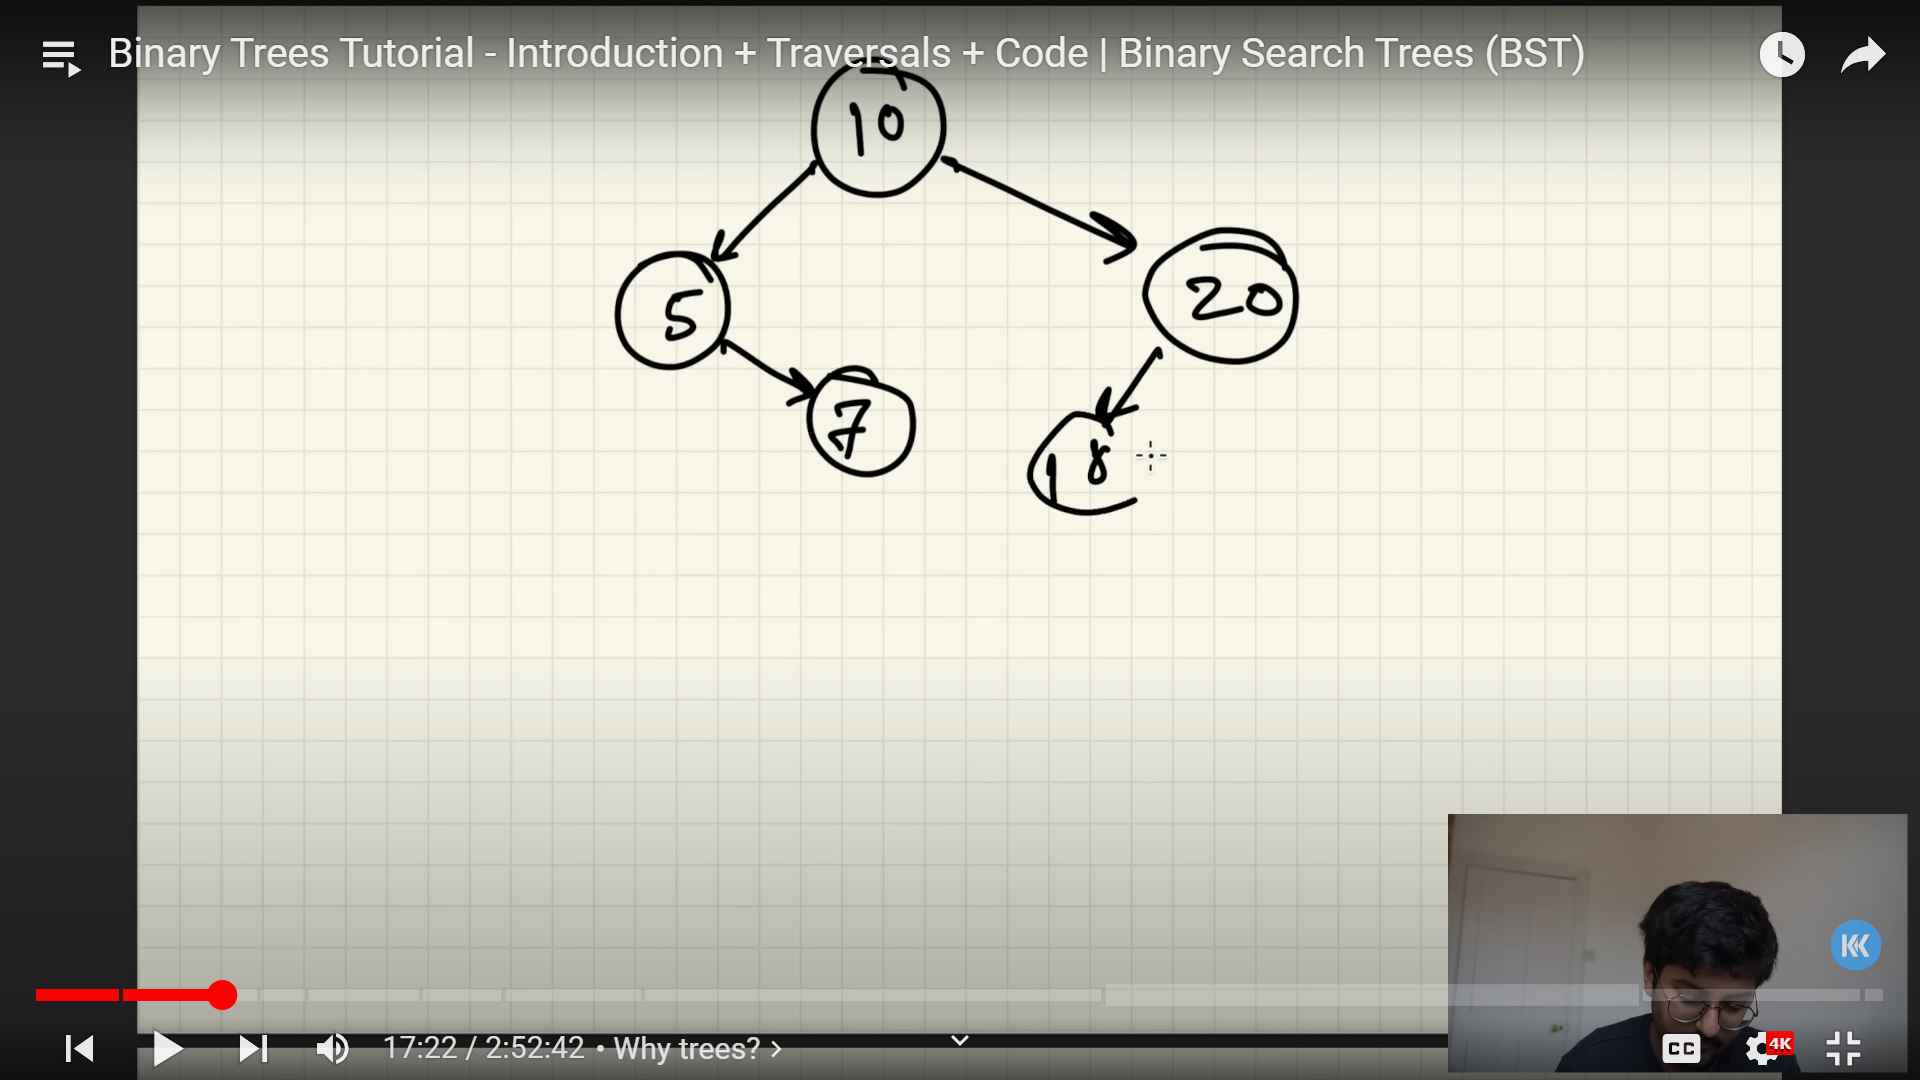 Binary Trees Tutorial - Introduction + Traversals + Code | Binary Search Trees (BST)
10
5
20
7
18
KK
17:22 / 2:52:42 • Why trees? >
CC
4K